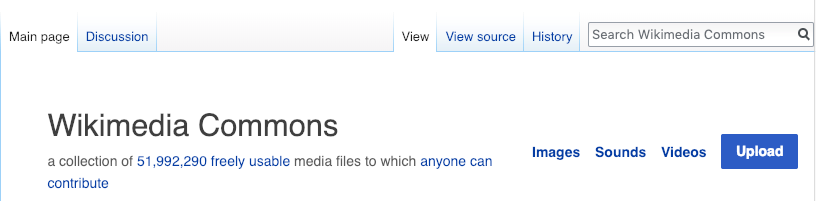 Main page Discussion View View source History Search Wikimedia Commons
Wikimedia Commons
a collection of 51,992,290 freely usable media files to which anyone can
contribute
Images Sounds Videos Upload